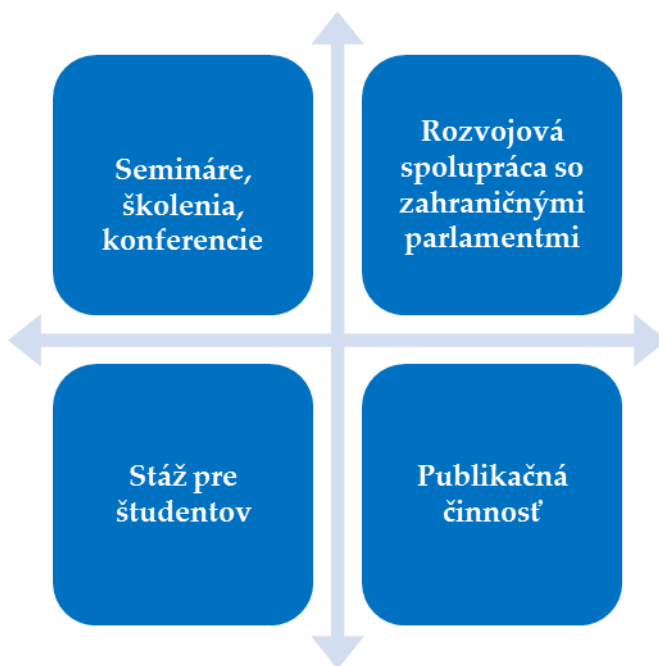 Semináre,
školenia,
konferencie
Rozvojová
spolupráca so
zahraničnými
parlamentmi
Stáž pre
študentov
Publikačná
činnosť